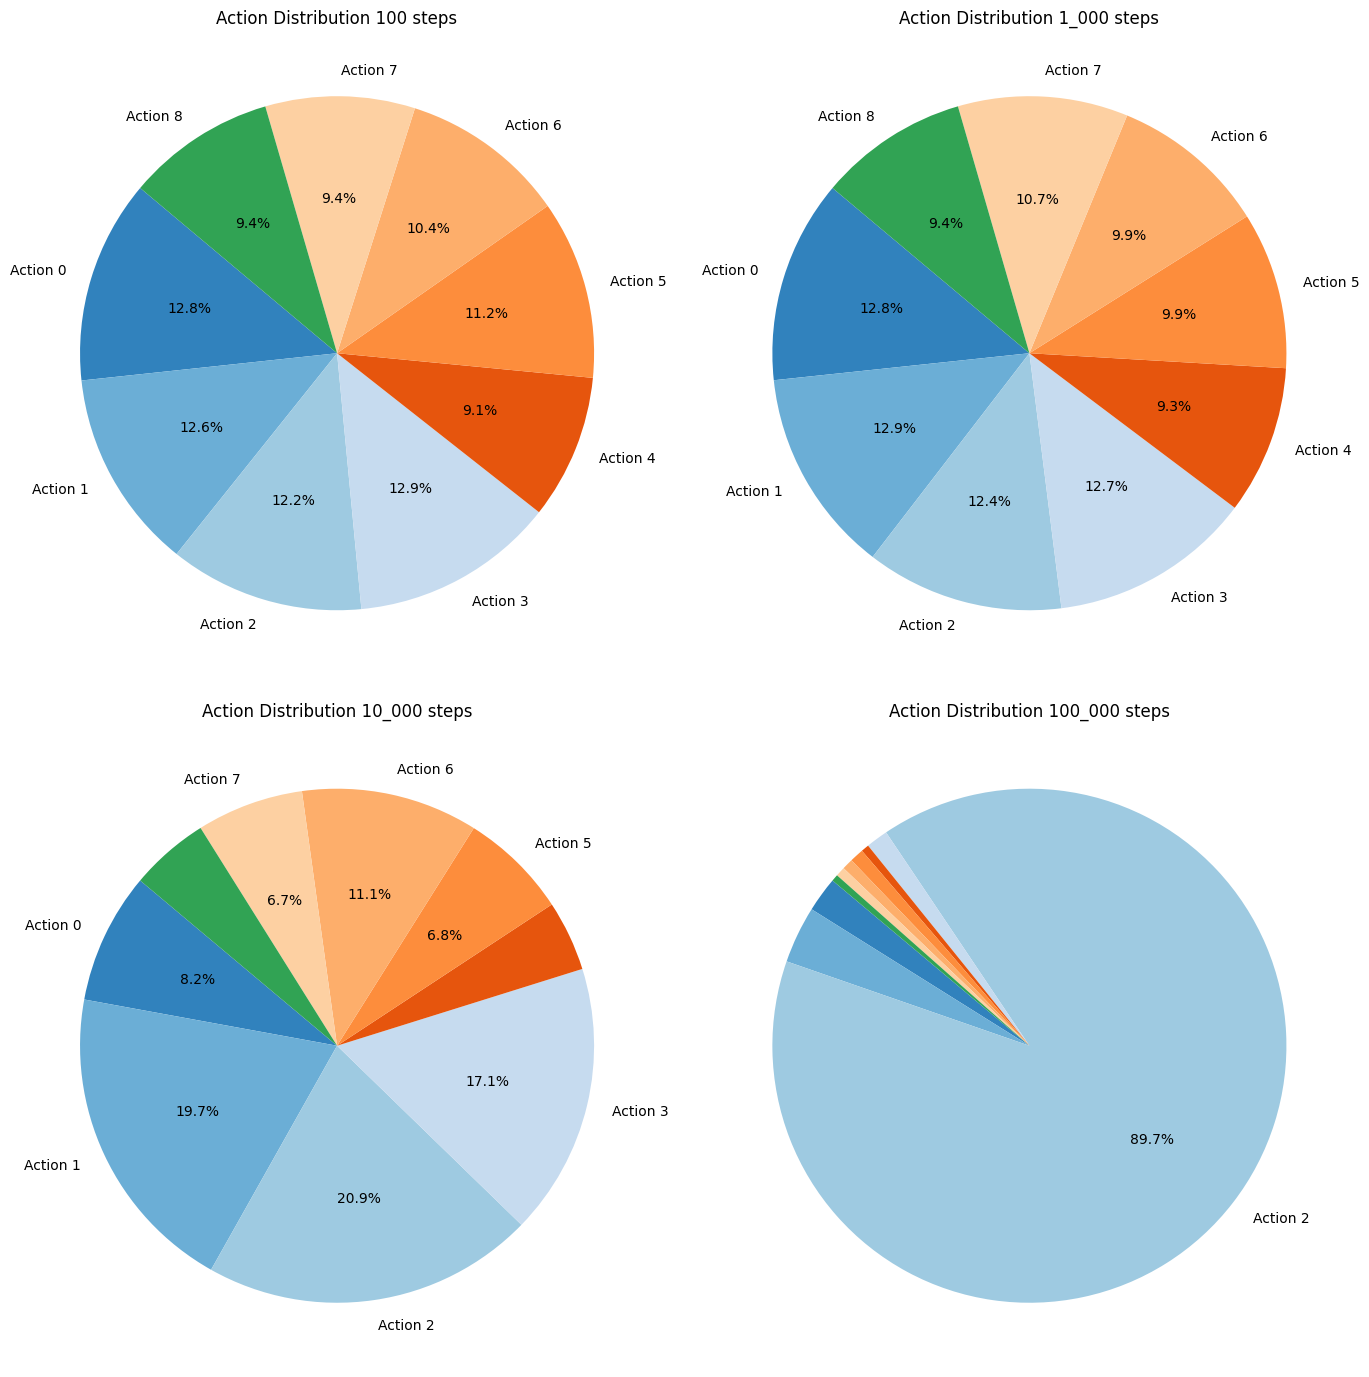 Action Distribution 100 steps
Action 7
Action 6
Action 8
9.4%
10.4%
9.4%
Action 0
Action 5
12.8%
11.2%
9.1%
12.6%
Action 4
Action 1
12.9%
12.2%
Action 3
Action 2
Action Distribution 1_000 steps
Action 7
Action 8
Action 6
10.7%
9.4%
9.9%
Action 0
Action 5
12.8%
9.9%
9.3%
12.9%
Action 4
Action 1
12.7%
12.4%
Action 3
Action 2
Action Distribution 10_000 steps
Action 6
Action 7
Action 5
11.1%
6.7%
Action 0
6.8%
8.2%
17.1%
19.7%
Action 3
Action 1
20.9%
Action 2
Action Distribution 100_000 steps
89.7%
Action 2